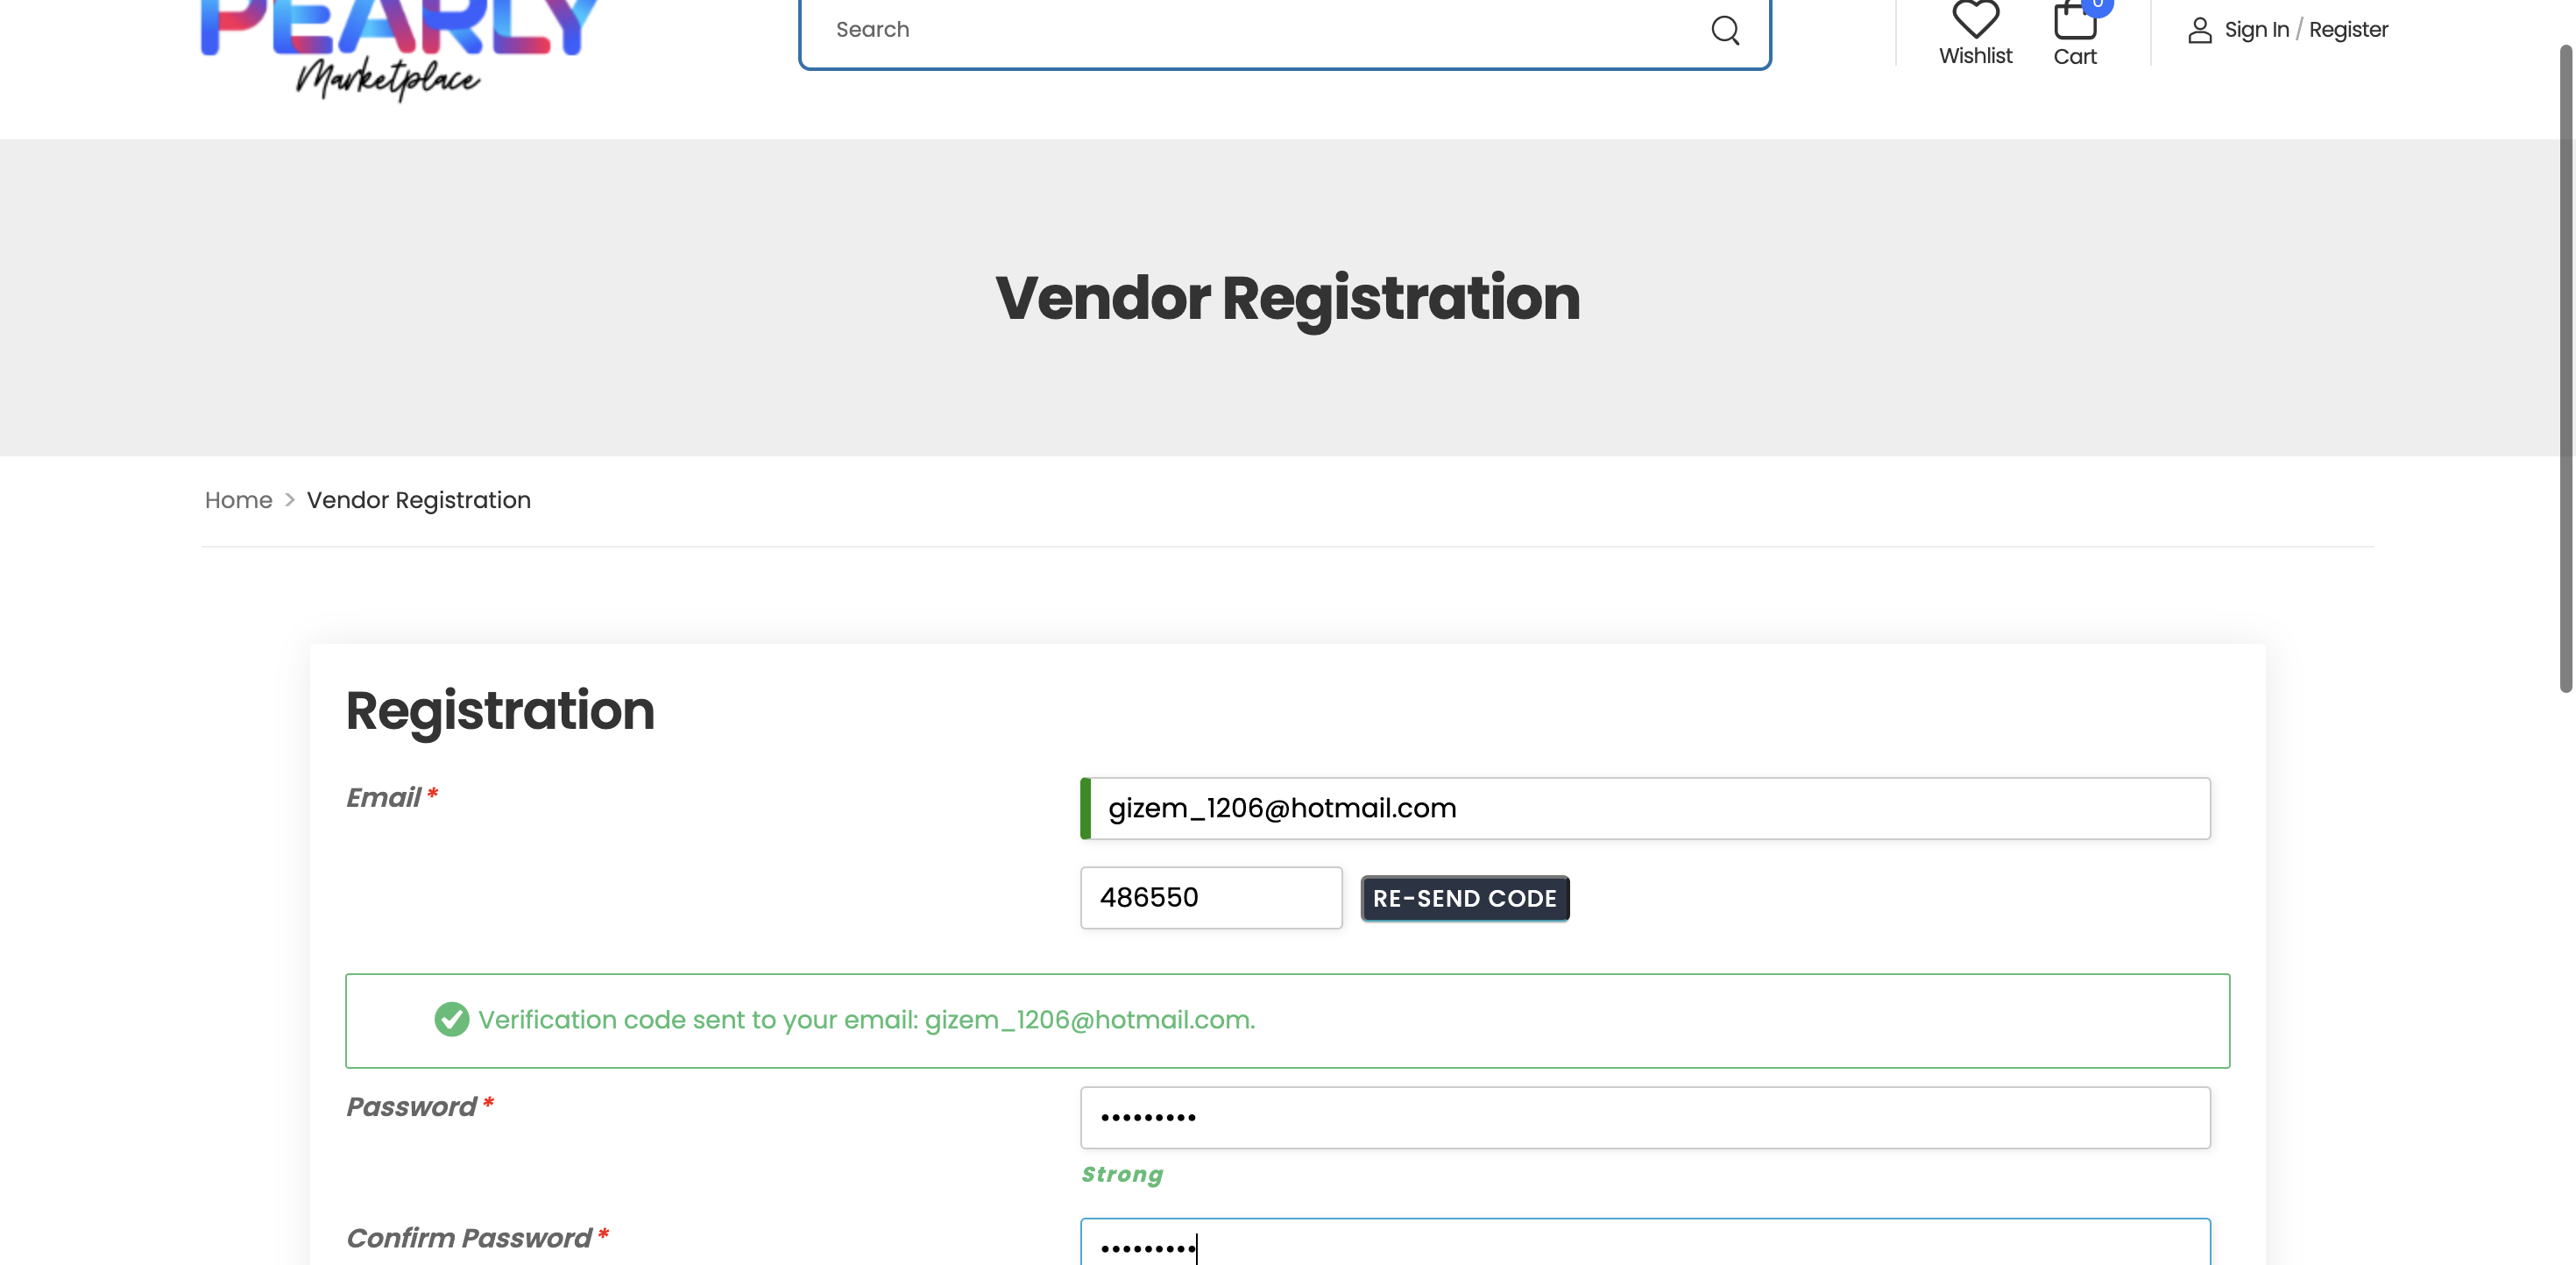 PEARLY
Marketplace
Search
Wishlist
0
Cart
Sign In / Register
Vendor Registration
Home > Vendor Registration
Registration
Email *
gizem_1206@hotmail.com
486550
RE-SEND CODE
Verification code sent to your email: gizem_1206@hotmail.com.
Password *
•••••••••
Strong
Confirm Password *
•••••••••